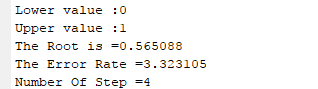 Lower value :0
Upper value :1
The Root is =0.565088
The Error Rate =3.323105
Number Of Step =4